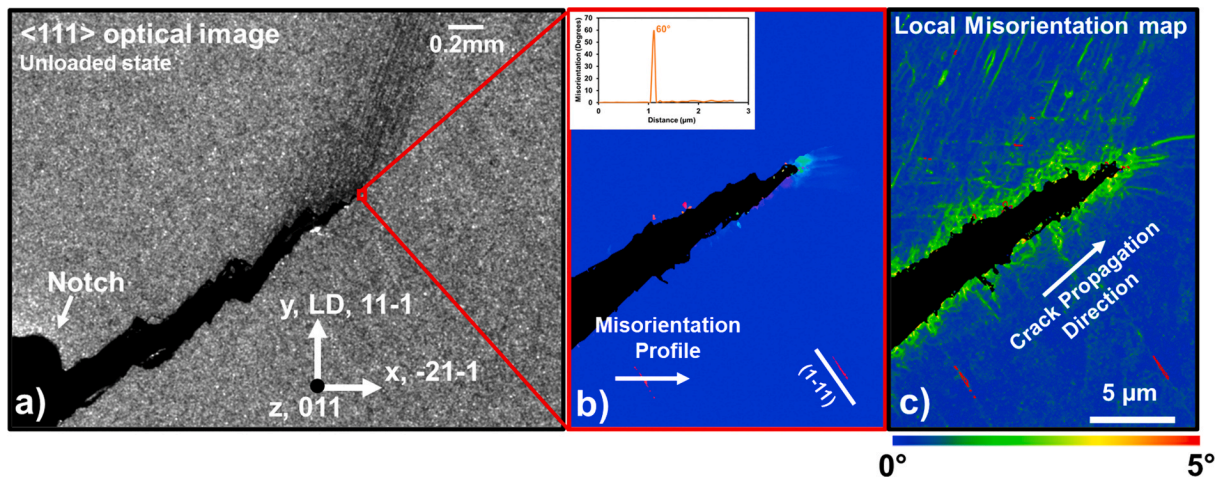 <111> optical image
Unloaded state
0.2mm
Notch
y, LD, 11-1
x, -21-1
z, 011
a)
Misorientation (Degrees)
70
60
50
40
30
20
10
0
60°
0
1
2
3
Distance (µm)
Misorientation
Profile
(1-11)
b)
Local Misorientation map
Crack Propagation
Direction
5 µm
c)
0°
5°